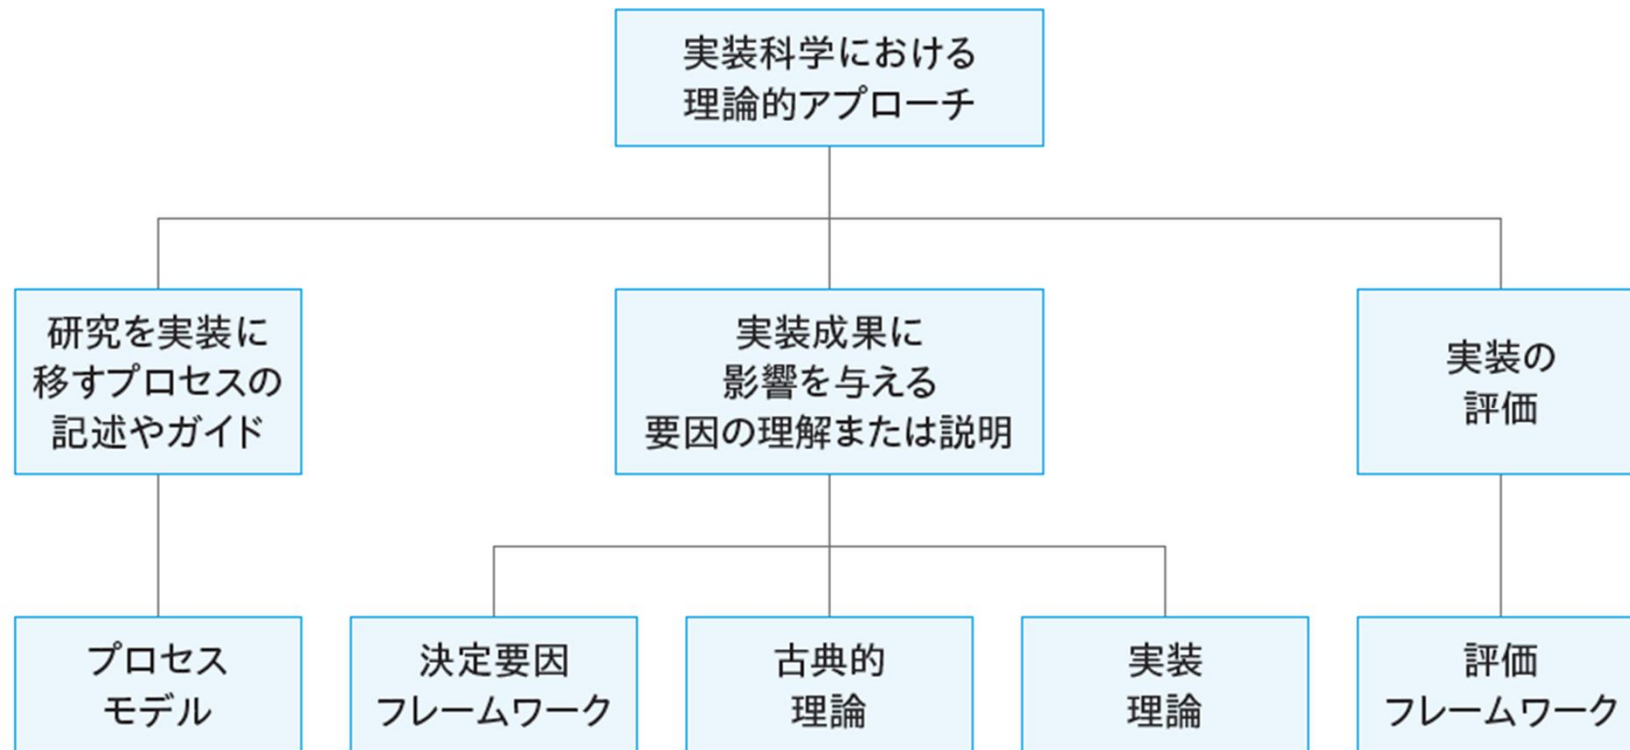 実装科学における
理論的アプローチ
研究を実装に
移すプロセスの
記述やガイド
実装成果に
影響を与える
要因の理解または説明
実装の
評価
プロセス
モデル
決定要因
フレームワーク
古典的
理論
実装
理論
評価
フレームワーク